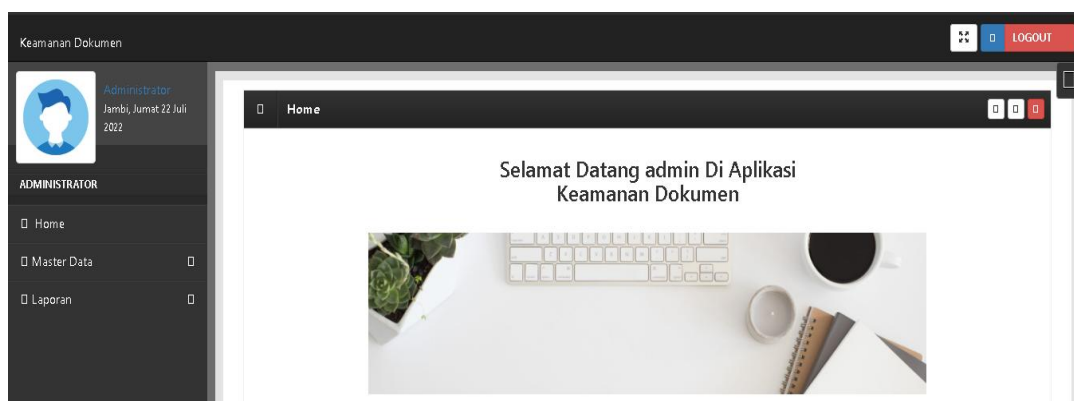 Keamanan Dokumen
LOGOUT
Administrator
Jambi, Jumat 22 Juli
2022
ADMINISTRATOR
Home
Master Data
Laporan
Home
Selamat Datang admin Di Aplikasi
Keamanan Dokumen